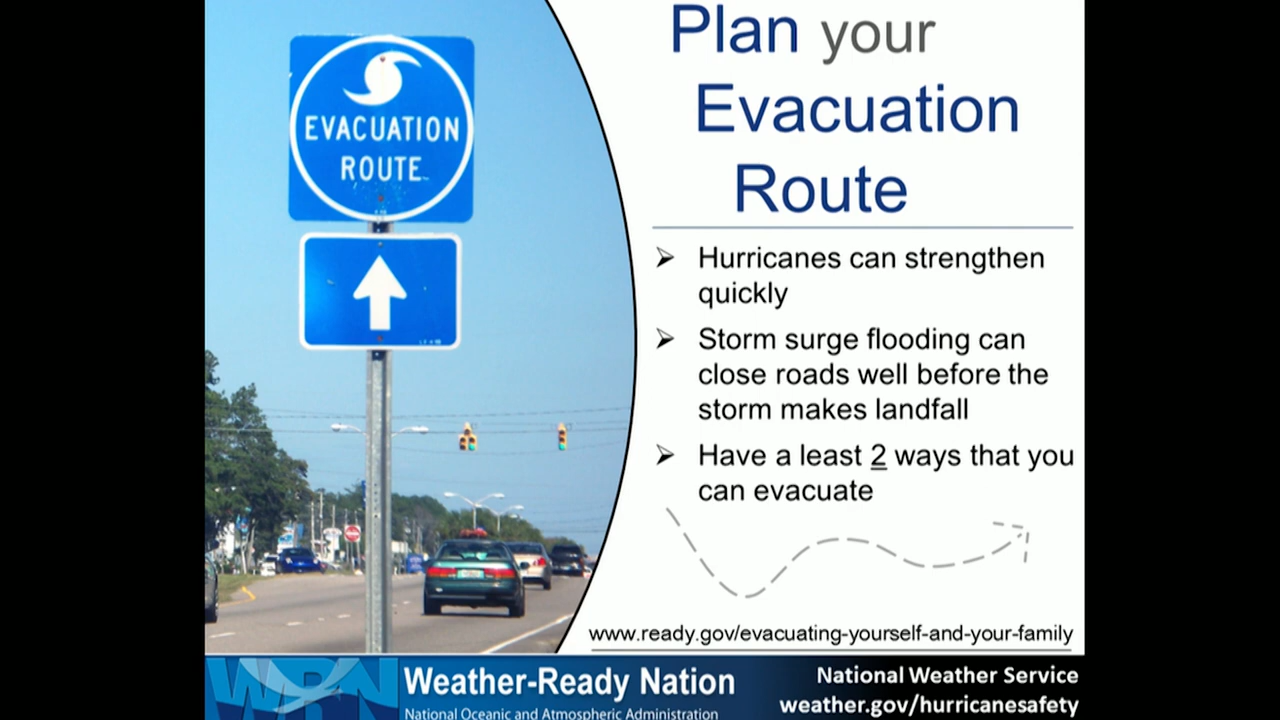 EVACUATION
ROUTE
Plan your
Evacuation
Route
Hurricanes can strengthen
quickly
Storm surge flooding can
close roads well before the
storm makes landfall
Have a least 2 ways that you
can evacuate
www.ready.gov/evacuating-yourself-and-your-family
WRN
Weather-Ready Nation
National Oceanic and Atmospheric Administration
National Weather Service
weather.gov/hurricanesafety